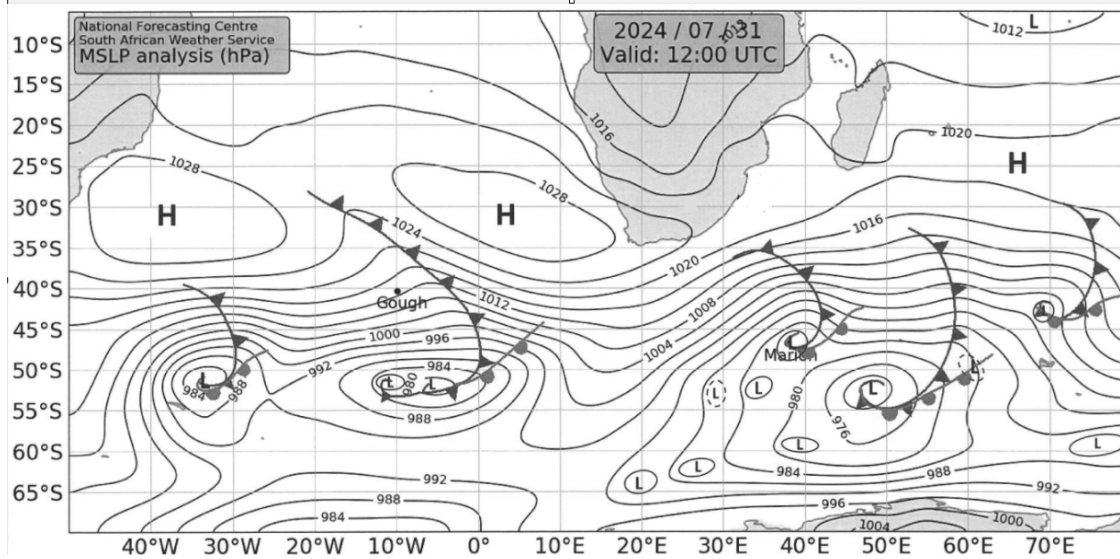 National Forecasting Centre
South African Weather Service
MSLP analysis (hPa)
2024 / 07 / 31
Valid: 12:00 UTC
1012
L
1012
10°S
15°S
1016
20°S
1020
1028
25°S
H
1028
30°S
H
H
1024
1016
35°S
1020
40°S
Gough
1012
1008
L
45°S
1000
996
L
Marion
1004
50°S
992
984
L
L
980
L
988
984
L
L
L
L
980
55°S
988
976
60°S
L
L
L
984
988
65°S
992
L
992
988
996
984
1004
1000
40°W
30°W
20°W
10°W
0
10°E
20°E
30°E
40°E
50°E
60°E
70°E